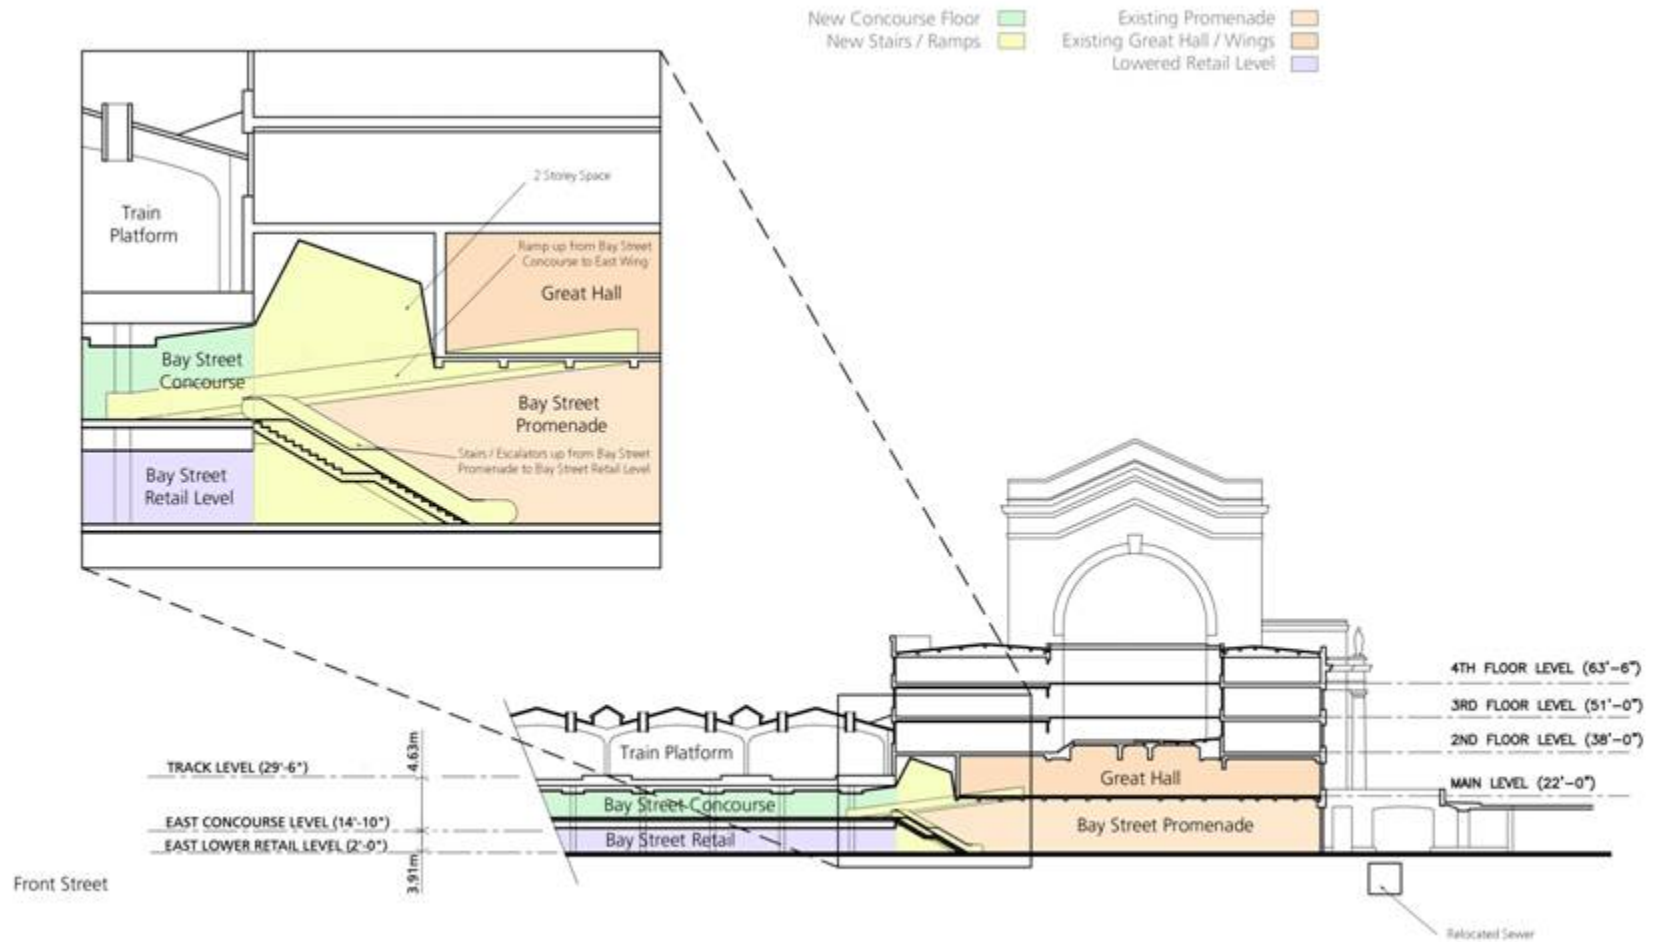 New Concourse Floor
New Stairs / Ramps
Existing Promenade
Existing Great Hall / Wings
Lowered Retail Level
2 Storey Space
Train
Platform
Ramp up from Bay Street
Concourse to East Wing
Great Hall
Bay Street
Concourse
Bay Street
Promenade
Stairs / Escalators up from Bay Street
Promenade to Bay Street Retail Level
Bay Street
Retail Level
4TH FLOOR LEVEL (63'-6")
3RD FLOOR LEVEL (51'-0")
2ND FLOOR LEVEL (38'-0")
MAIN LEVEL (22'-0")
Train Platform
Great Hall
Bay Street Concourse
Bay Street Promenade
Bay Street Retail
TRACK LEVEL (29'-6")
4.63m
EAST CONCOURSE LEVEL (14'-10")
EAST LOWER RETAIL LEVEL (2'-0")
3.91m
Front Street
Relocated Sewer